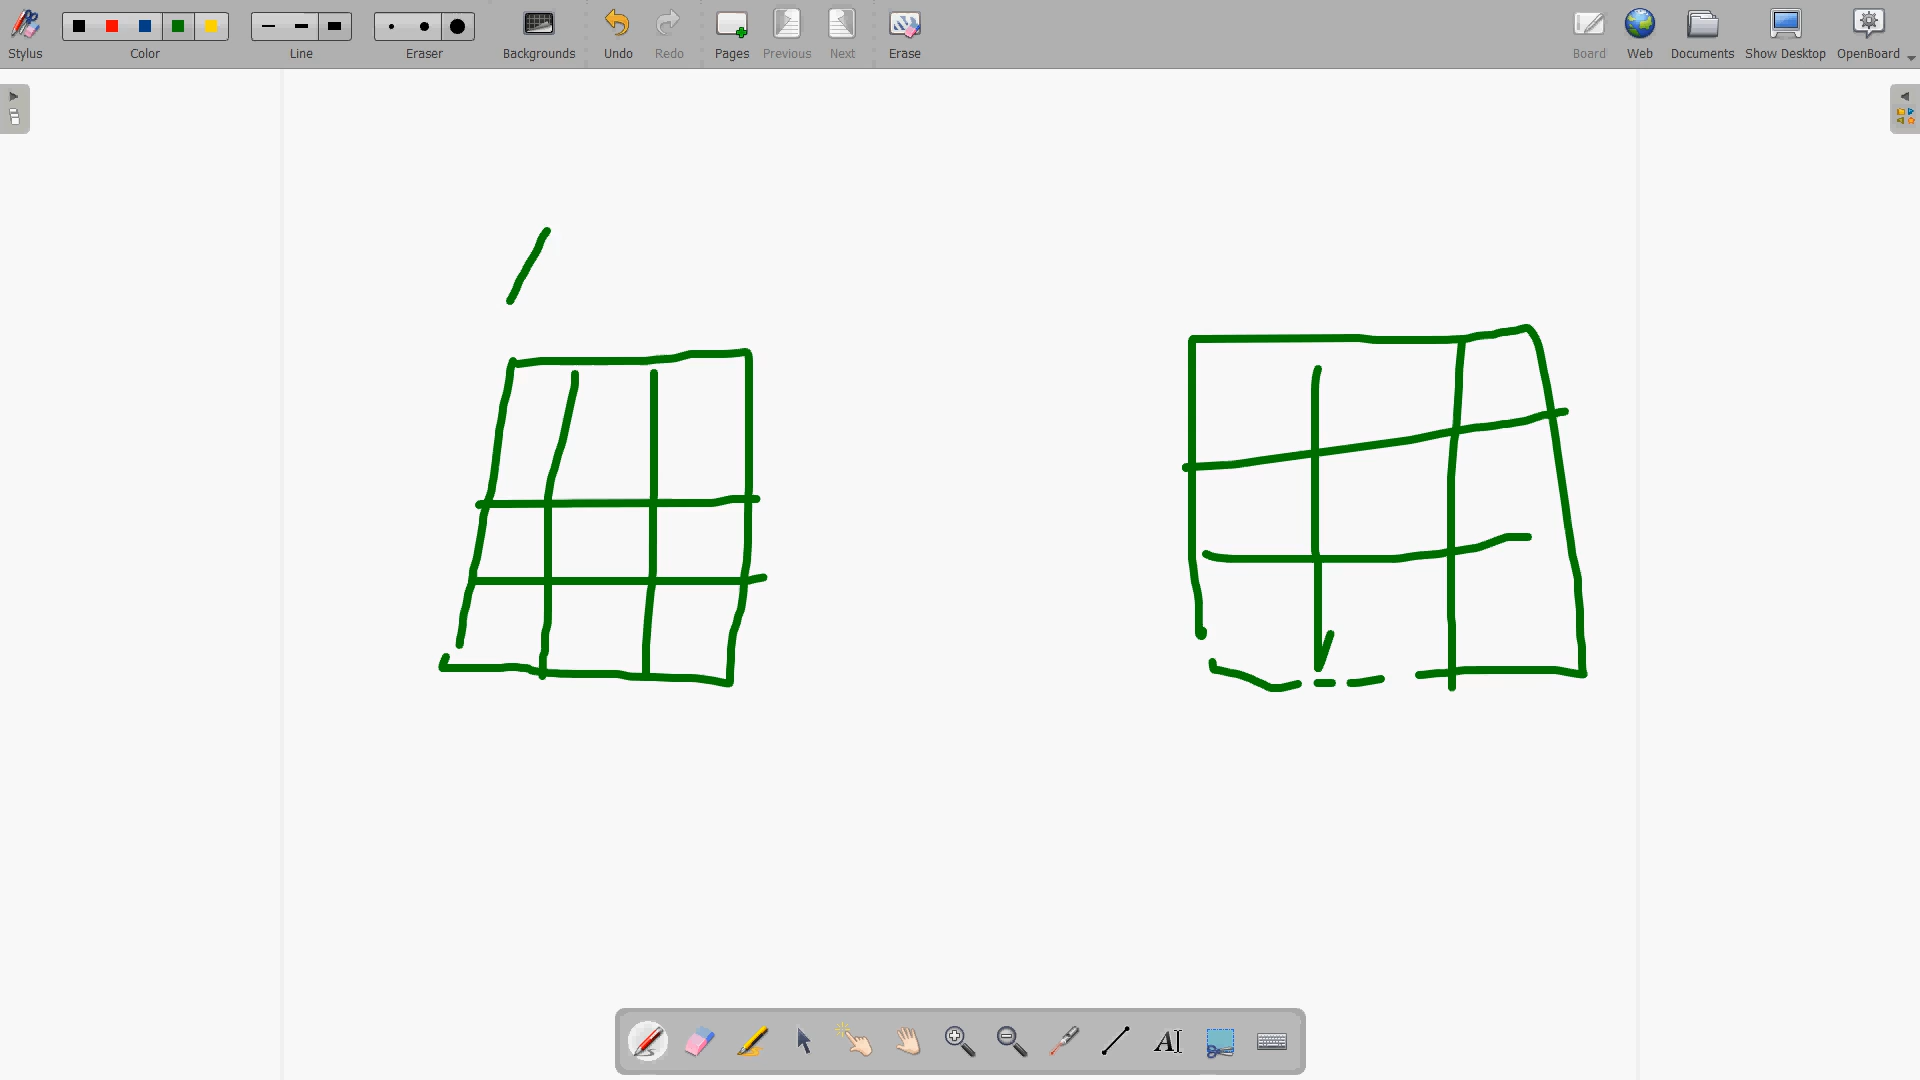 Stylus
Color
Line
Eraser
Backgrounds
Undo
Redo
Pages
Previous
Next
Erase
Board
Web
Documents
Show Desktop
OpenBoard